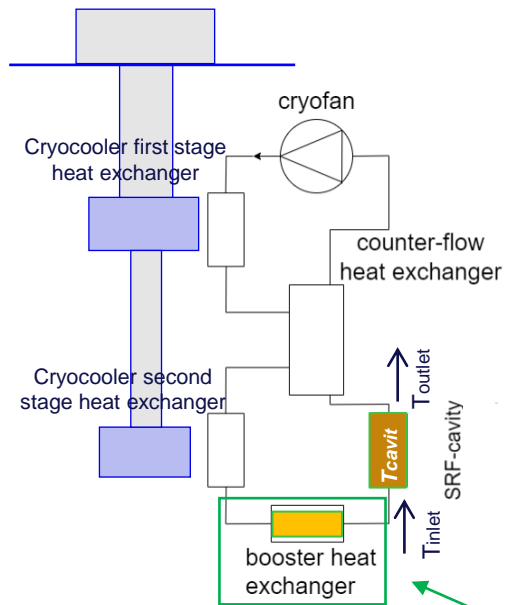 cryofan
Cryocooler first stage
heat exchanger
counter-flow
heat exchanger
Cryocooler second
stage heat exchanger
Toutlet
Tcavit
SRF-cavity
Tinlet
booster heat
exchanger